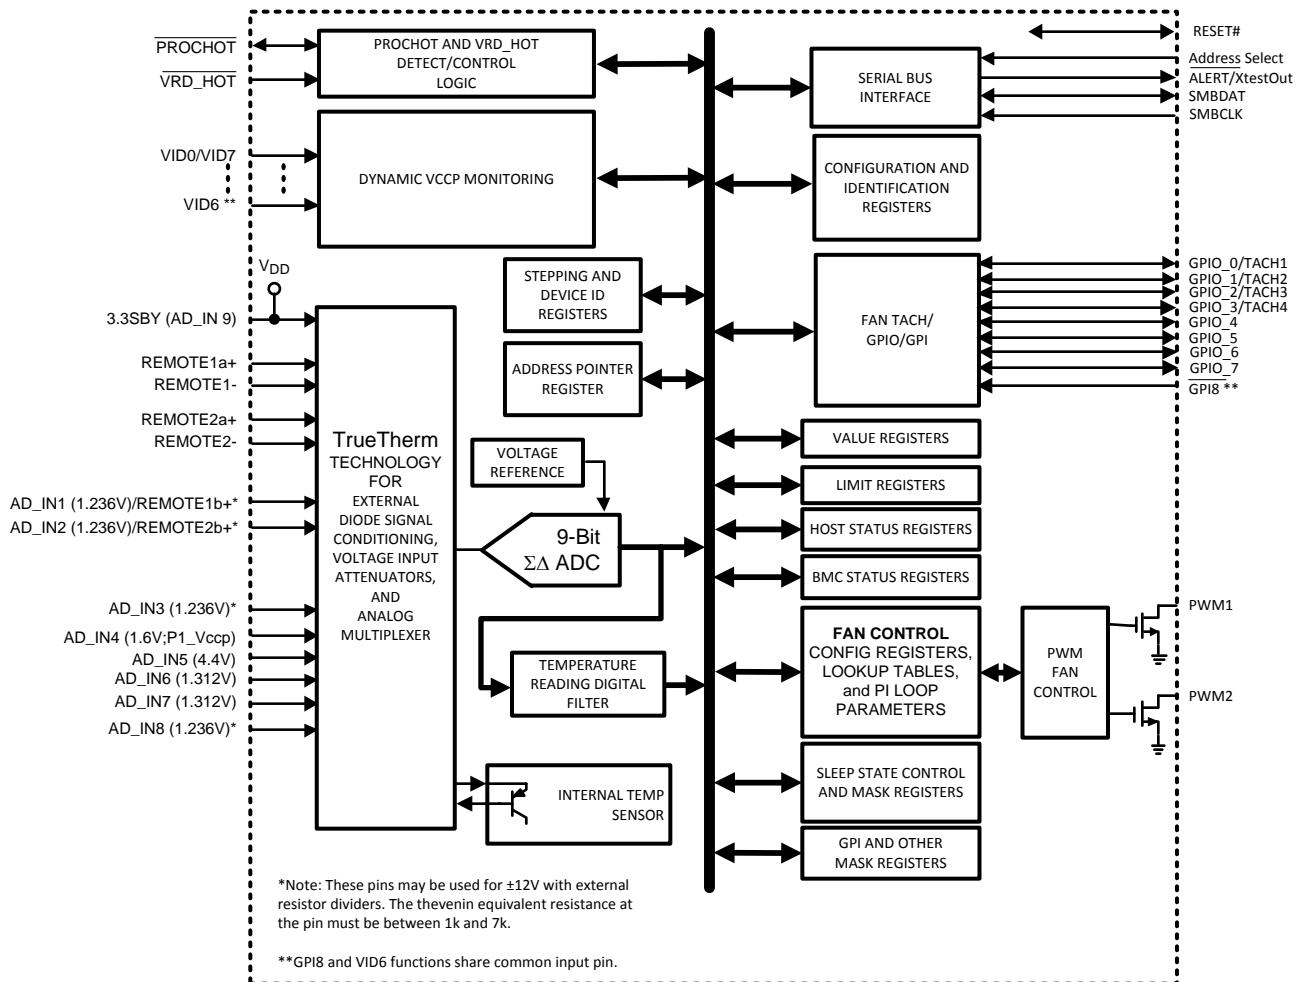 PROCHOT
VRD_HOT
VID0/VID7
VID6 **
VDD
3.3SBY (AD_IN 9)
REMOTE1a+
REMOTE1-
REMOTE2a+
REMOTE2-
AD_IN1 (1.236V)/REMOTE1b+*
AD_IN2 (1.236V)/REMOTE2b+*
AD_IN3 (1.236V)*
AD_IN4 (1.6V;P1_Vccp)
AD_IN5 (4.4V)
AD_IN6 (1.312V)
AD_IN7 (1.312V)
AD_IN8 (1.236V)*
PROCHOT AND VRD_HOT
DETECT/CONTROL
LOGIC
DYNAMIC VCCP MONITORING
STEPPING AND
DEVICE ID
REGISTERS
ADDRESS POINTER
REGISTER
TrueTherm
TECHNOLOGY
FOR
EXTERNAL
DIODE SIGNAL
CONDITIONING,
VOLTAGE INPUT
ATTENUATORS,
AND
ANALOG
MULTIPLEXER
VOLTAGE
REFERENCE
9-Bit
ΣΔ ADC
TEMPERATURE
READING DIGITAL
FILTER
INTERNAL TEMP
SENSOR
SERIAL BUS
INTERFACE
CONFIGURATION AND
IDENTIFICATION
REGISTERS
FAN TACH/
GPIO/GPI
VALUE REGISTERS
LIMIT REGISTERS
HOST STATUS REGISTERS
BMC STATUS REGISTERS
FAN CONTROL
CONFIG REGISTERS,
LOOKUP TABLES,
and PI LOOP
PARAMETERS
PWM
FAN
CONTROL
SLEEP STATE CONTROL
AND MASK REGISTERS
GPI AND OTHER
MASK REGISTERS
RESET#
Address Select
ALERT/XtestOut
SMBDAT
SMBCLK
GPIO_0/TACH1
GPIO_1/TACH2
GPIO_2/TACH3
GPIO_3/TACH4
GPIO_4
GPIO_5
GPIO_6
GPIO_7
GPI8 **
PWM1
PWM2
*Note: These pins may be used for ±12V with external
resistor dividers. The thevenin equivalent resistance at
the pin must be between 1k and 7k.
**GPI8 and VID6 functions share common input pin.